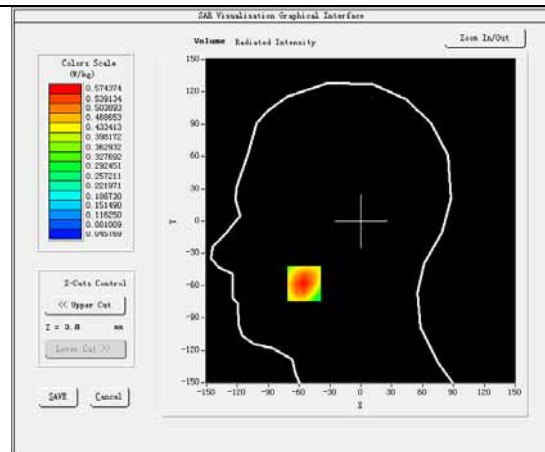 SAR Visualisation Graphical Interface
Volume Radiated Intensity
Zoom In/Out
Colors Scale
(W/kg)
0.574374
0.539134
0.503893
0.468653
0.433413
0.398172
0.362932
0.327692
0.292451
0.257211
0.221971
0.186730
0.151490
0.116250
0.081009
0.045769
Z-Cuts Control
<< Upper Cut
Z = 3.8 mm
Lower Cut >>
SAVE
Cancel
150
120
90
60
30
0
-30
-60
-90
-120
-150
Y
-150 -120 -90 -60 -30 0 30 60 90 120 150
X